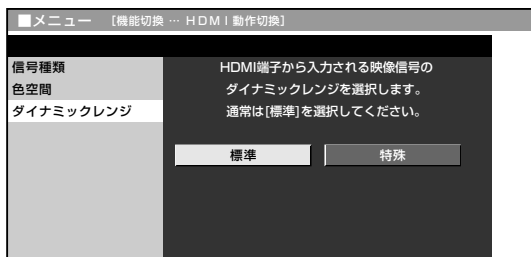 ■メニュー [機能切換 … HDMI動作切換]
信号種類
色空間
ダイナミックレンジ
HDMI端子から入力される映像信号の
ダイナミックレンジを選択します。
通常は[標準]を選択してください。
標準
特殊